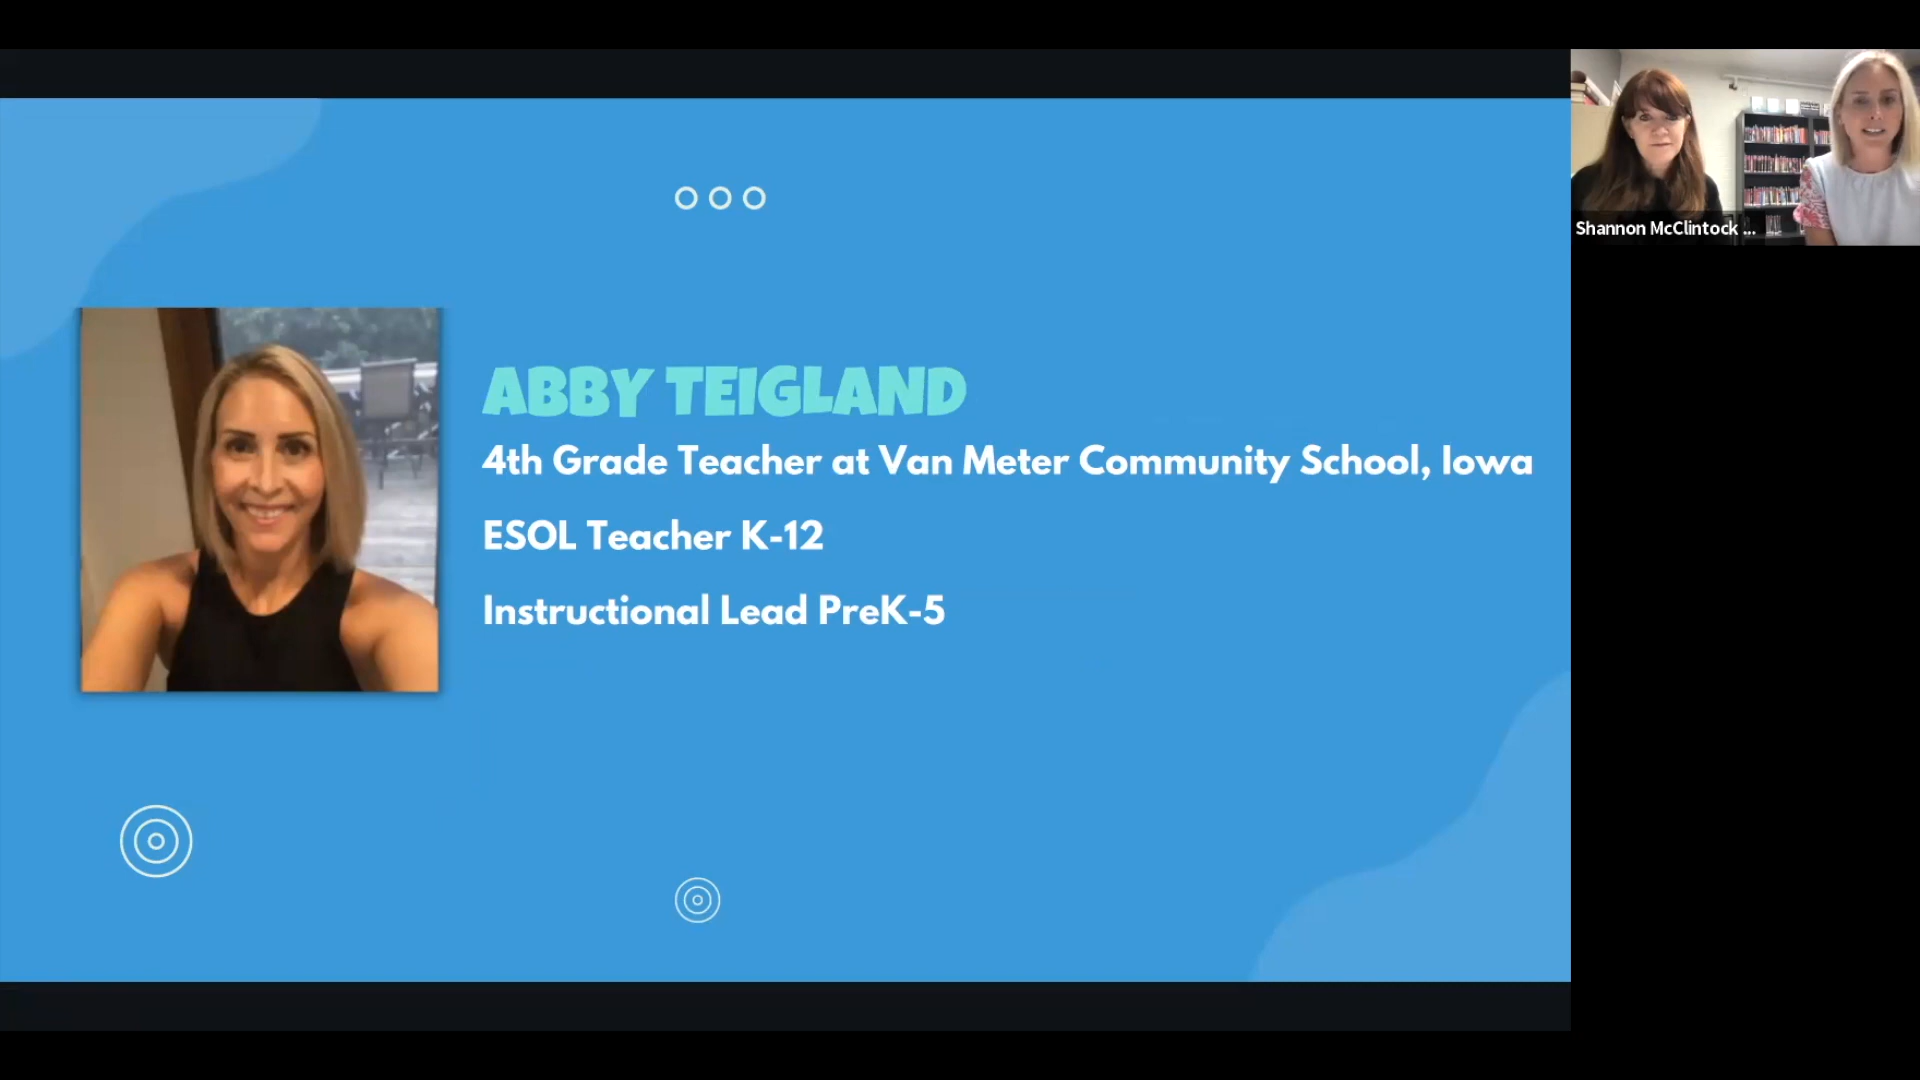 ABBY TEIGLAND
4th Grade Teacher at Van Meter Community School, Iowa
ESOL Teacher K-12
Instructional Lead PreK-5
Shannon McClintock ...